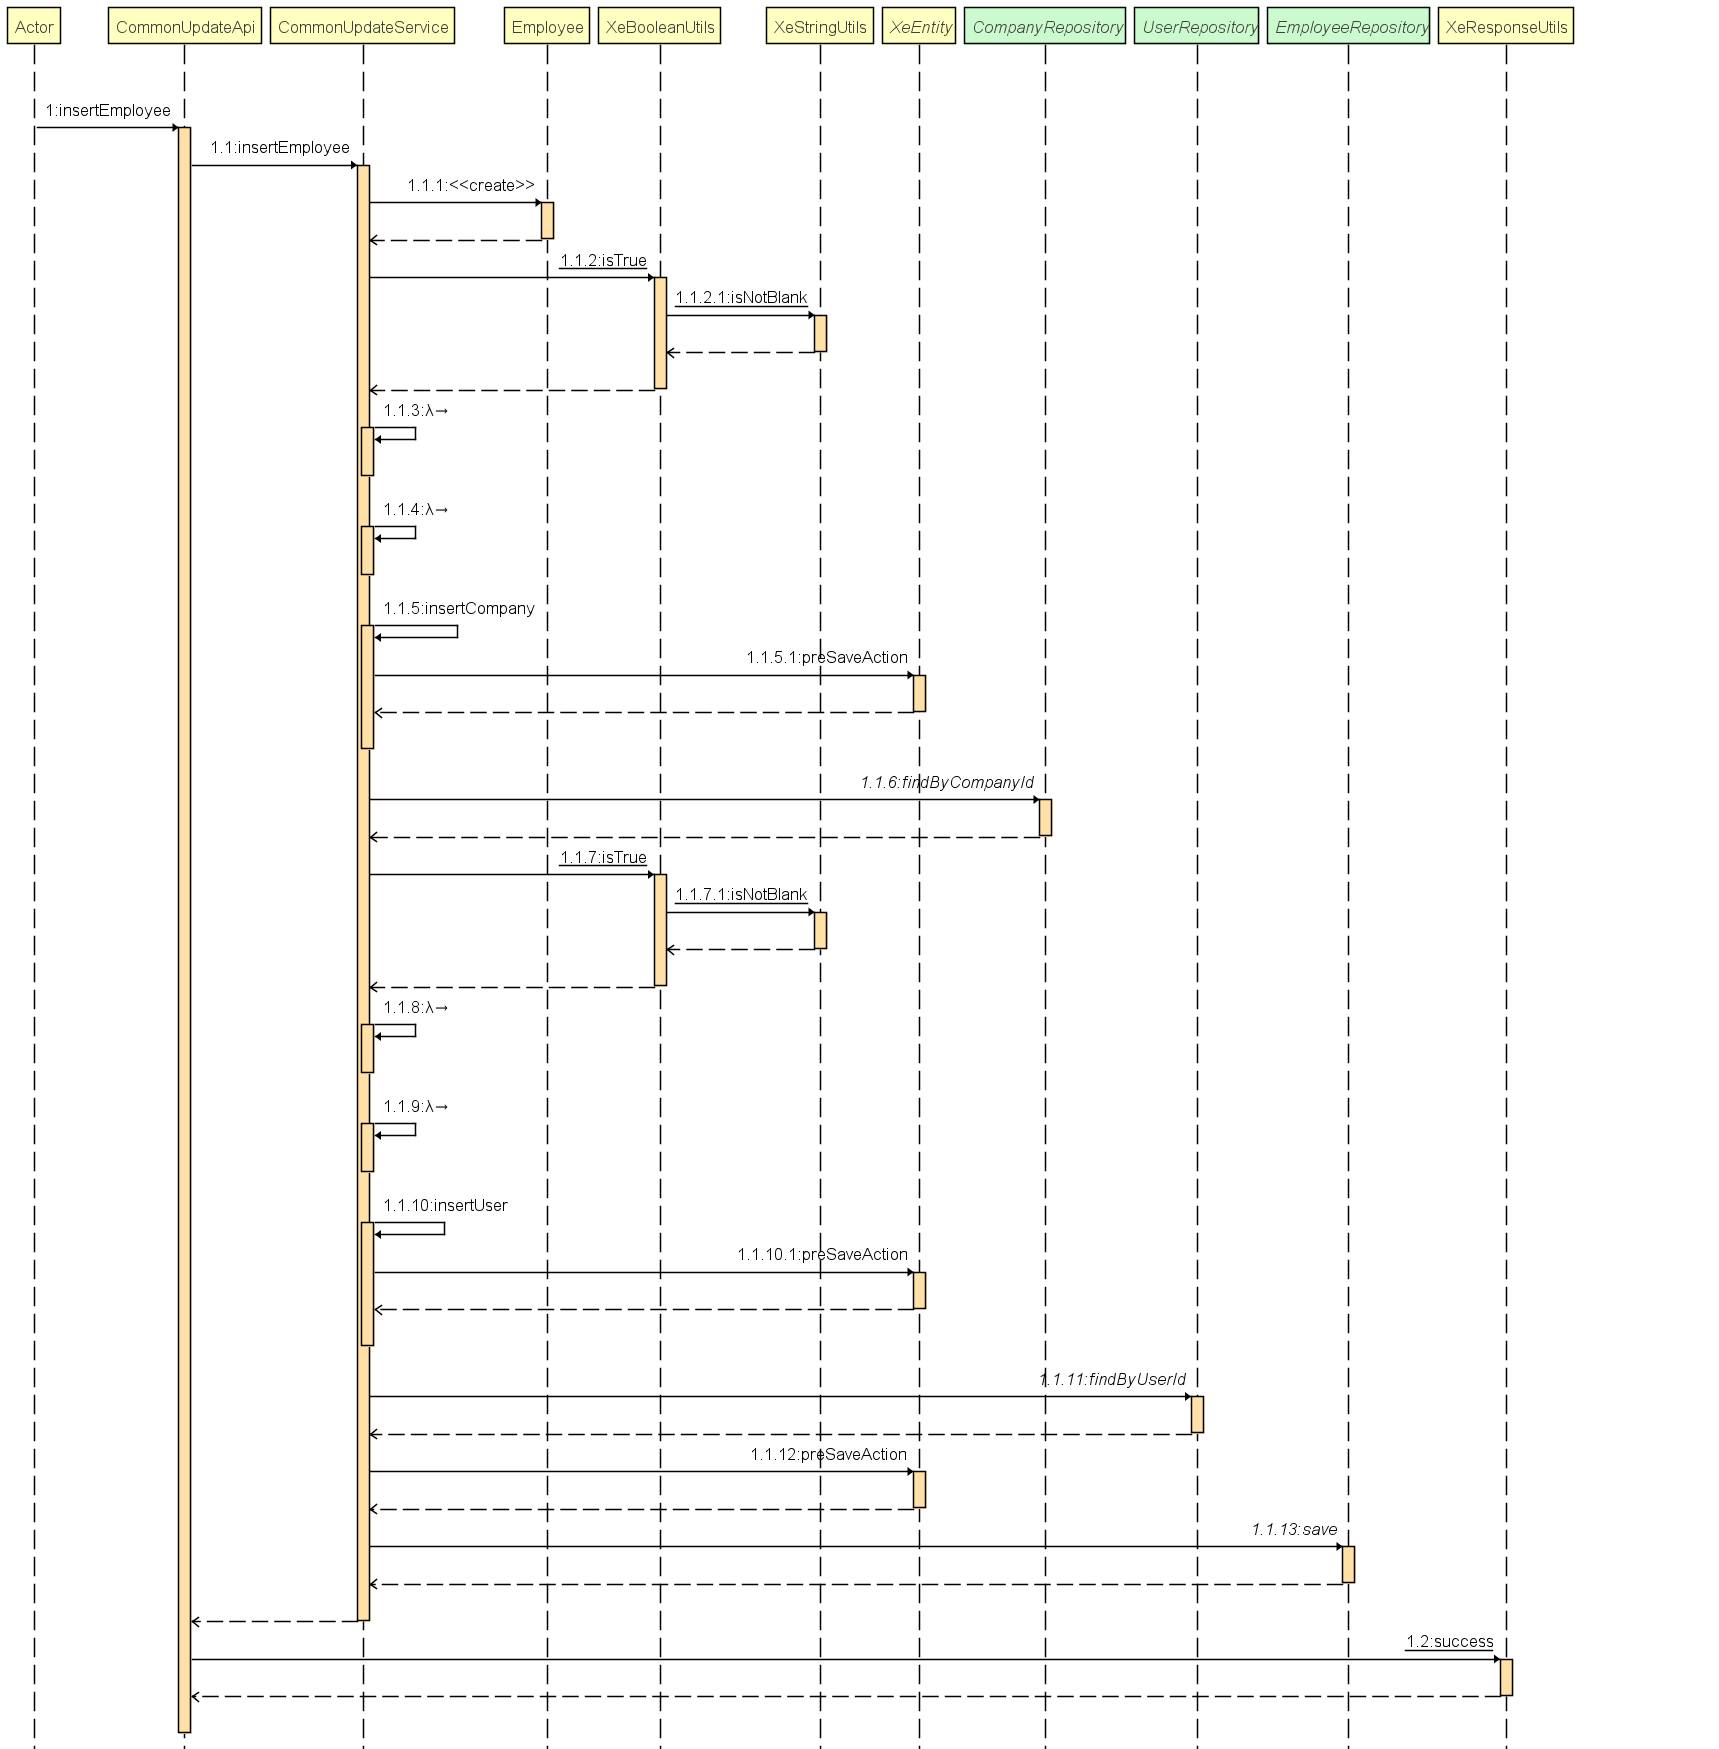 Actor
CommonUpdateApi
CommonUpdateService
Employee
XeBooleanUtils
XeStringUtils
XeEntity
CompanyRepository
UserRepository
EmployeeRepository
XeResponseUtils
1:insertEmployee
1.1:insertEmployee
1.1.1:<<create>>
1.1.2:isTrue
1.1.2.1:isNotBlank
1.1.3:λ→
1.1.4:λ→
1.1.5:insertCompany
1.1.5.1:preSaveAction
1.1.6:findByCompanyId
1.1.7:isTrue
1.1.7.1:isNotBlank
1.1.8:λ→
1.1.9:λ→
1.1.10:insertUser
1.1.10.1:preSaveAction
1.1.11:findByUserId
1.1.12:preSaveAction
1.1.13:save
1.2:success